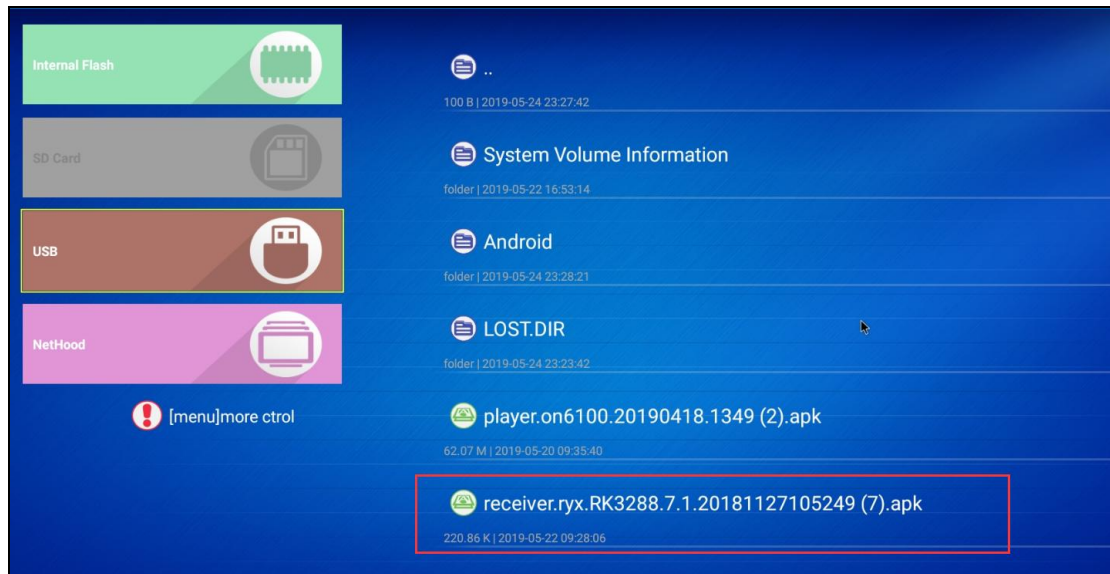 Internal Flash
SD Card
USB
NetHood
[menu]more ctrol
..
100 B | 2019-05-24 23:27:42
System Volume Information
folder | 2019-05-22 16:53:14
Android
folder | 2019-05-24 23:28:21
LOST.DIR
folder | 2019-05-24 23:23:42
player.on6100.20190418.1349 (2).apk
62.07 M | 2019-05-20 09:35:40
receiver.ryx.RK3288.7.1.20181127105249 (7).apk
220.86 K | 2019-05-22 09:28:06